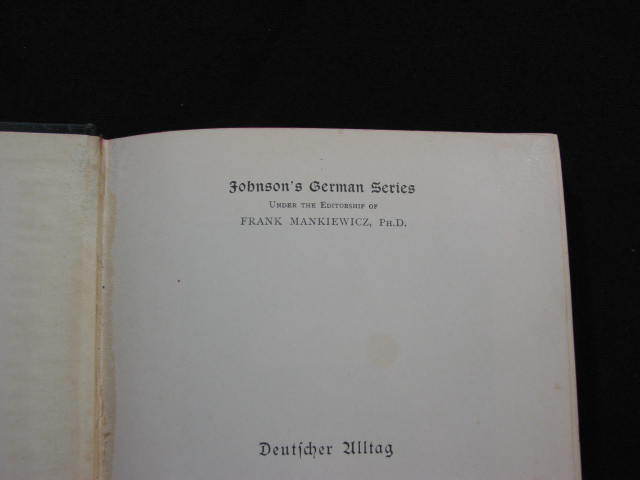 Johnson's German Series
UNDER THE EDITORSHIP OF
FRANK MANKIEWICZ, PH.D.
Deutſcher Alltag